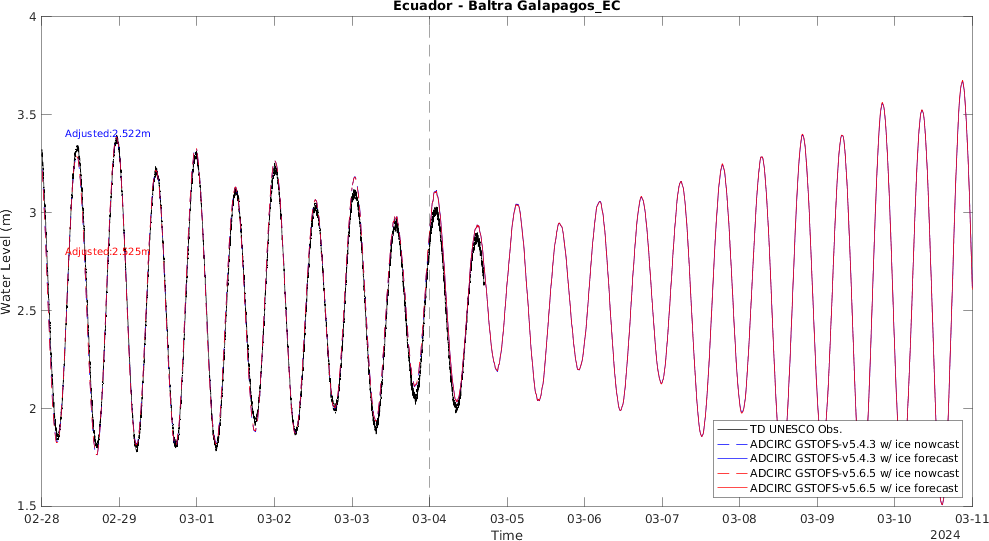 Ecuador - Baltra Galapagos_EC
4
3.5
3
2.5
2
1.5
Water Level (m)
Adjusted:2.522m
Adjusted:2.525m
TD UNESCO Obs.
ADCIRC GSTOFS-v5.4.3 w/ ice nowcast
ADCIRC GSTOFS-v5.4.3 w/ ice forecast
ADCIRC GSTOFS-v5.6.5 w/ ice nowcast
ADCIRC GSTOFS-v5.6.5 w/ ice forecast
02-28 02-29 03-01 03-02 03-03 03-04 03-05 03-06 03-07 03-08 03-09 03-10 03-11
Time
2024